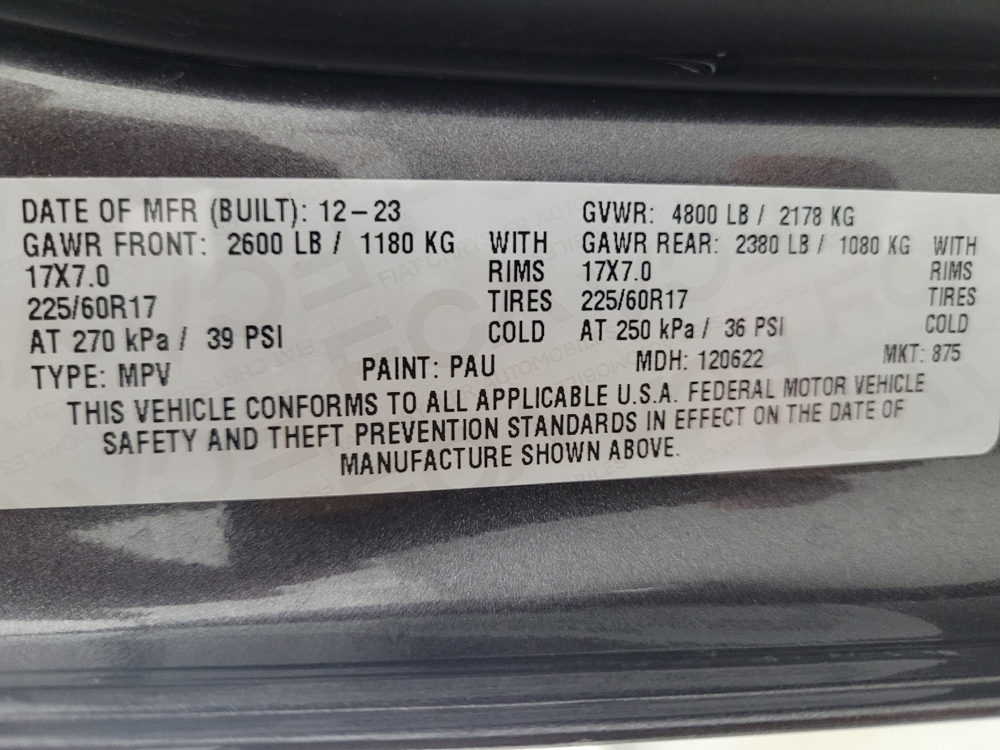 DATE OF MFR (BUILT): 12-23 GVWR: 4800 LB / 2178 KG
GAWR FRONT: 2600 LB / 1180 KG WITH GAWR REAR: 2380 LB / 1080 KG WITH
17X7.0 RIMS 17X7.0 RIMS
225/60R17 TIRES 225/60R17 TIRES
AT 270 kPa / 39 PSI COLD AT 250 kPa / 36 PSI COLD
TYPE: MPV PAINT: PAU MDH: 120622 MKT: 875
THIS VEHICLE CONFORMS TO ALL APPLICABLE U.S.A. FEDERAL MOTOR VEHICLE
SAFETY AND THEFT PREVENTION STANDARDS IN EFFECT ON THE DATE OF
MANUFACTURE SHOWN ABOVE.